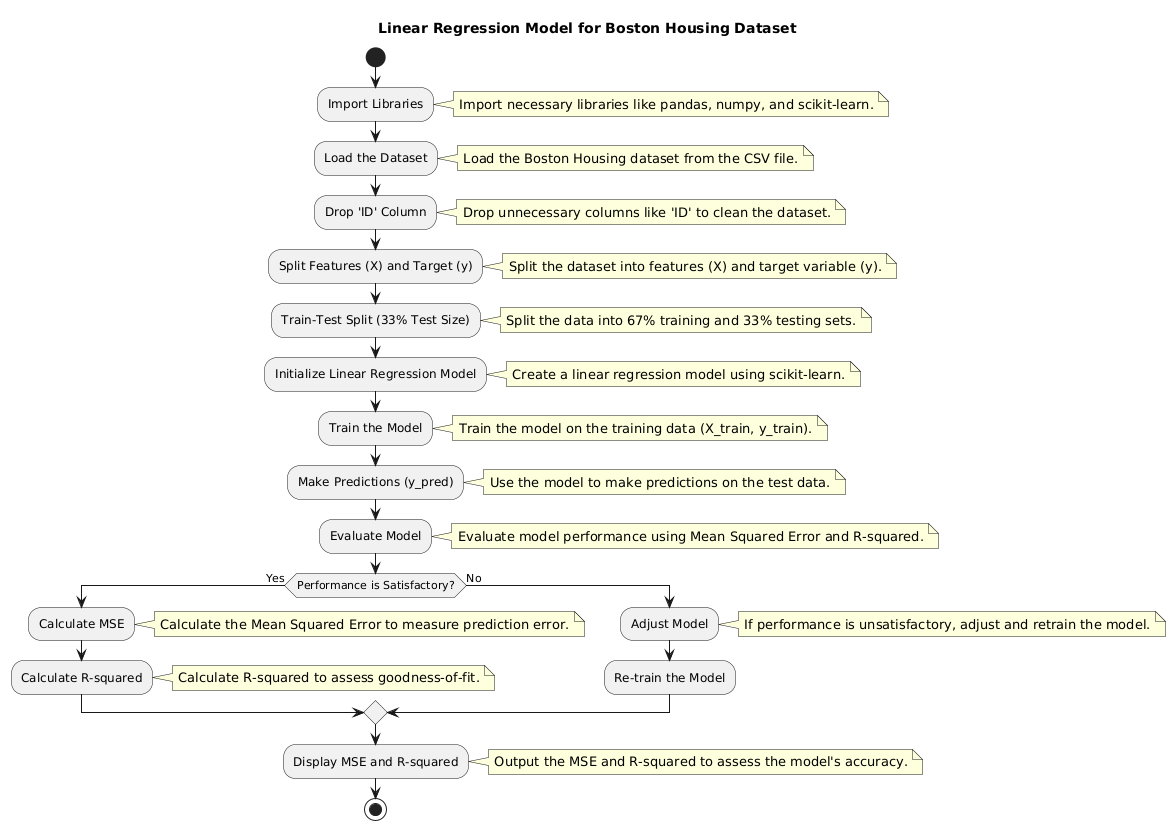 Linear Regression Model for Boston Housing Dataset
Import Libraries
Import necessary libraries like pandas, numpy, and scikit-learn.
Load the Dataset
Load the Boston Housing dataset from the CSV file.
Drop 'ID' Column
Drop unnecessary columns like 'ID' to clean the dataset.
Split Features (X) and Target (y)
Split the dataset into features (X) and target variable (y).
Train-Test Split (33% Test Size)
Split the data into 67% training and 33% testing sets.
Initialize Linear Regression Model
Create a linear regression model using scikit-learn.
Train the Model
Train the model on the training data (X_train, y_train).
Make Predictions (y_pred)
Use the model to make predictions on the test data.
Evaluate Model
Evaluate model performance using Mean Squared Error and R-squared.
Yes
Performance is Satisfactory?
No
Calculate MSE
Calculate the Mean Squared Error to measure prediction error.
Calculate R-squared
Calculate R-squared to assess goodness-of-fit.
Adjust Model
If performance is unsatisfactory, adjust and retrain the model.
Re-train the Model
Display MSE and R-squared
Output the MSE and R-squared to assess the model's accuracy.